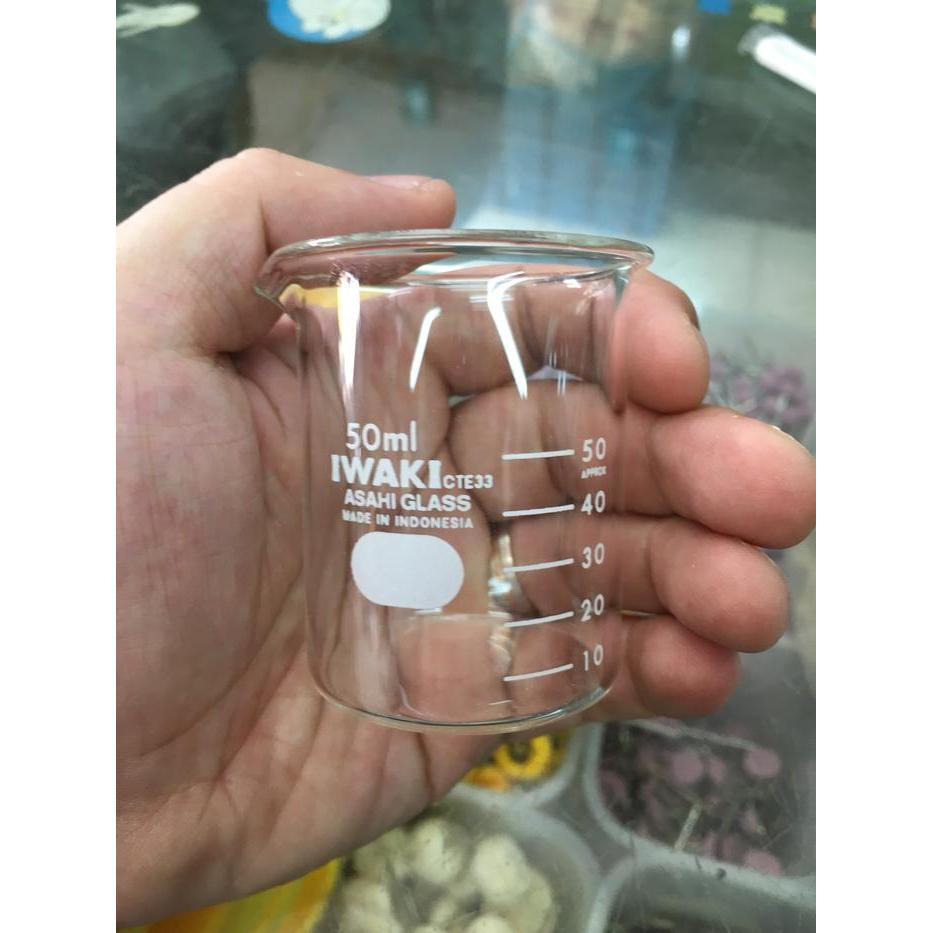 50ml
IWAKI CTE33
ASAHI GLASS
MADE IN INDONESIA
50
APPROX
40
30
20
10